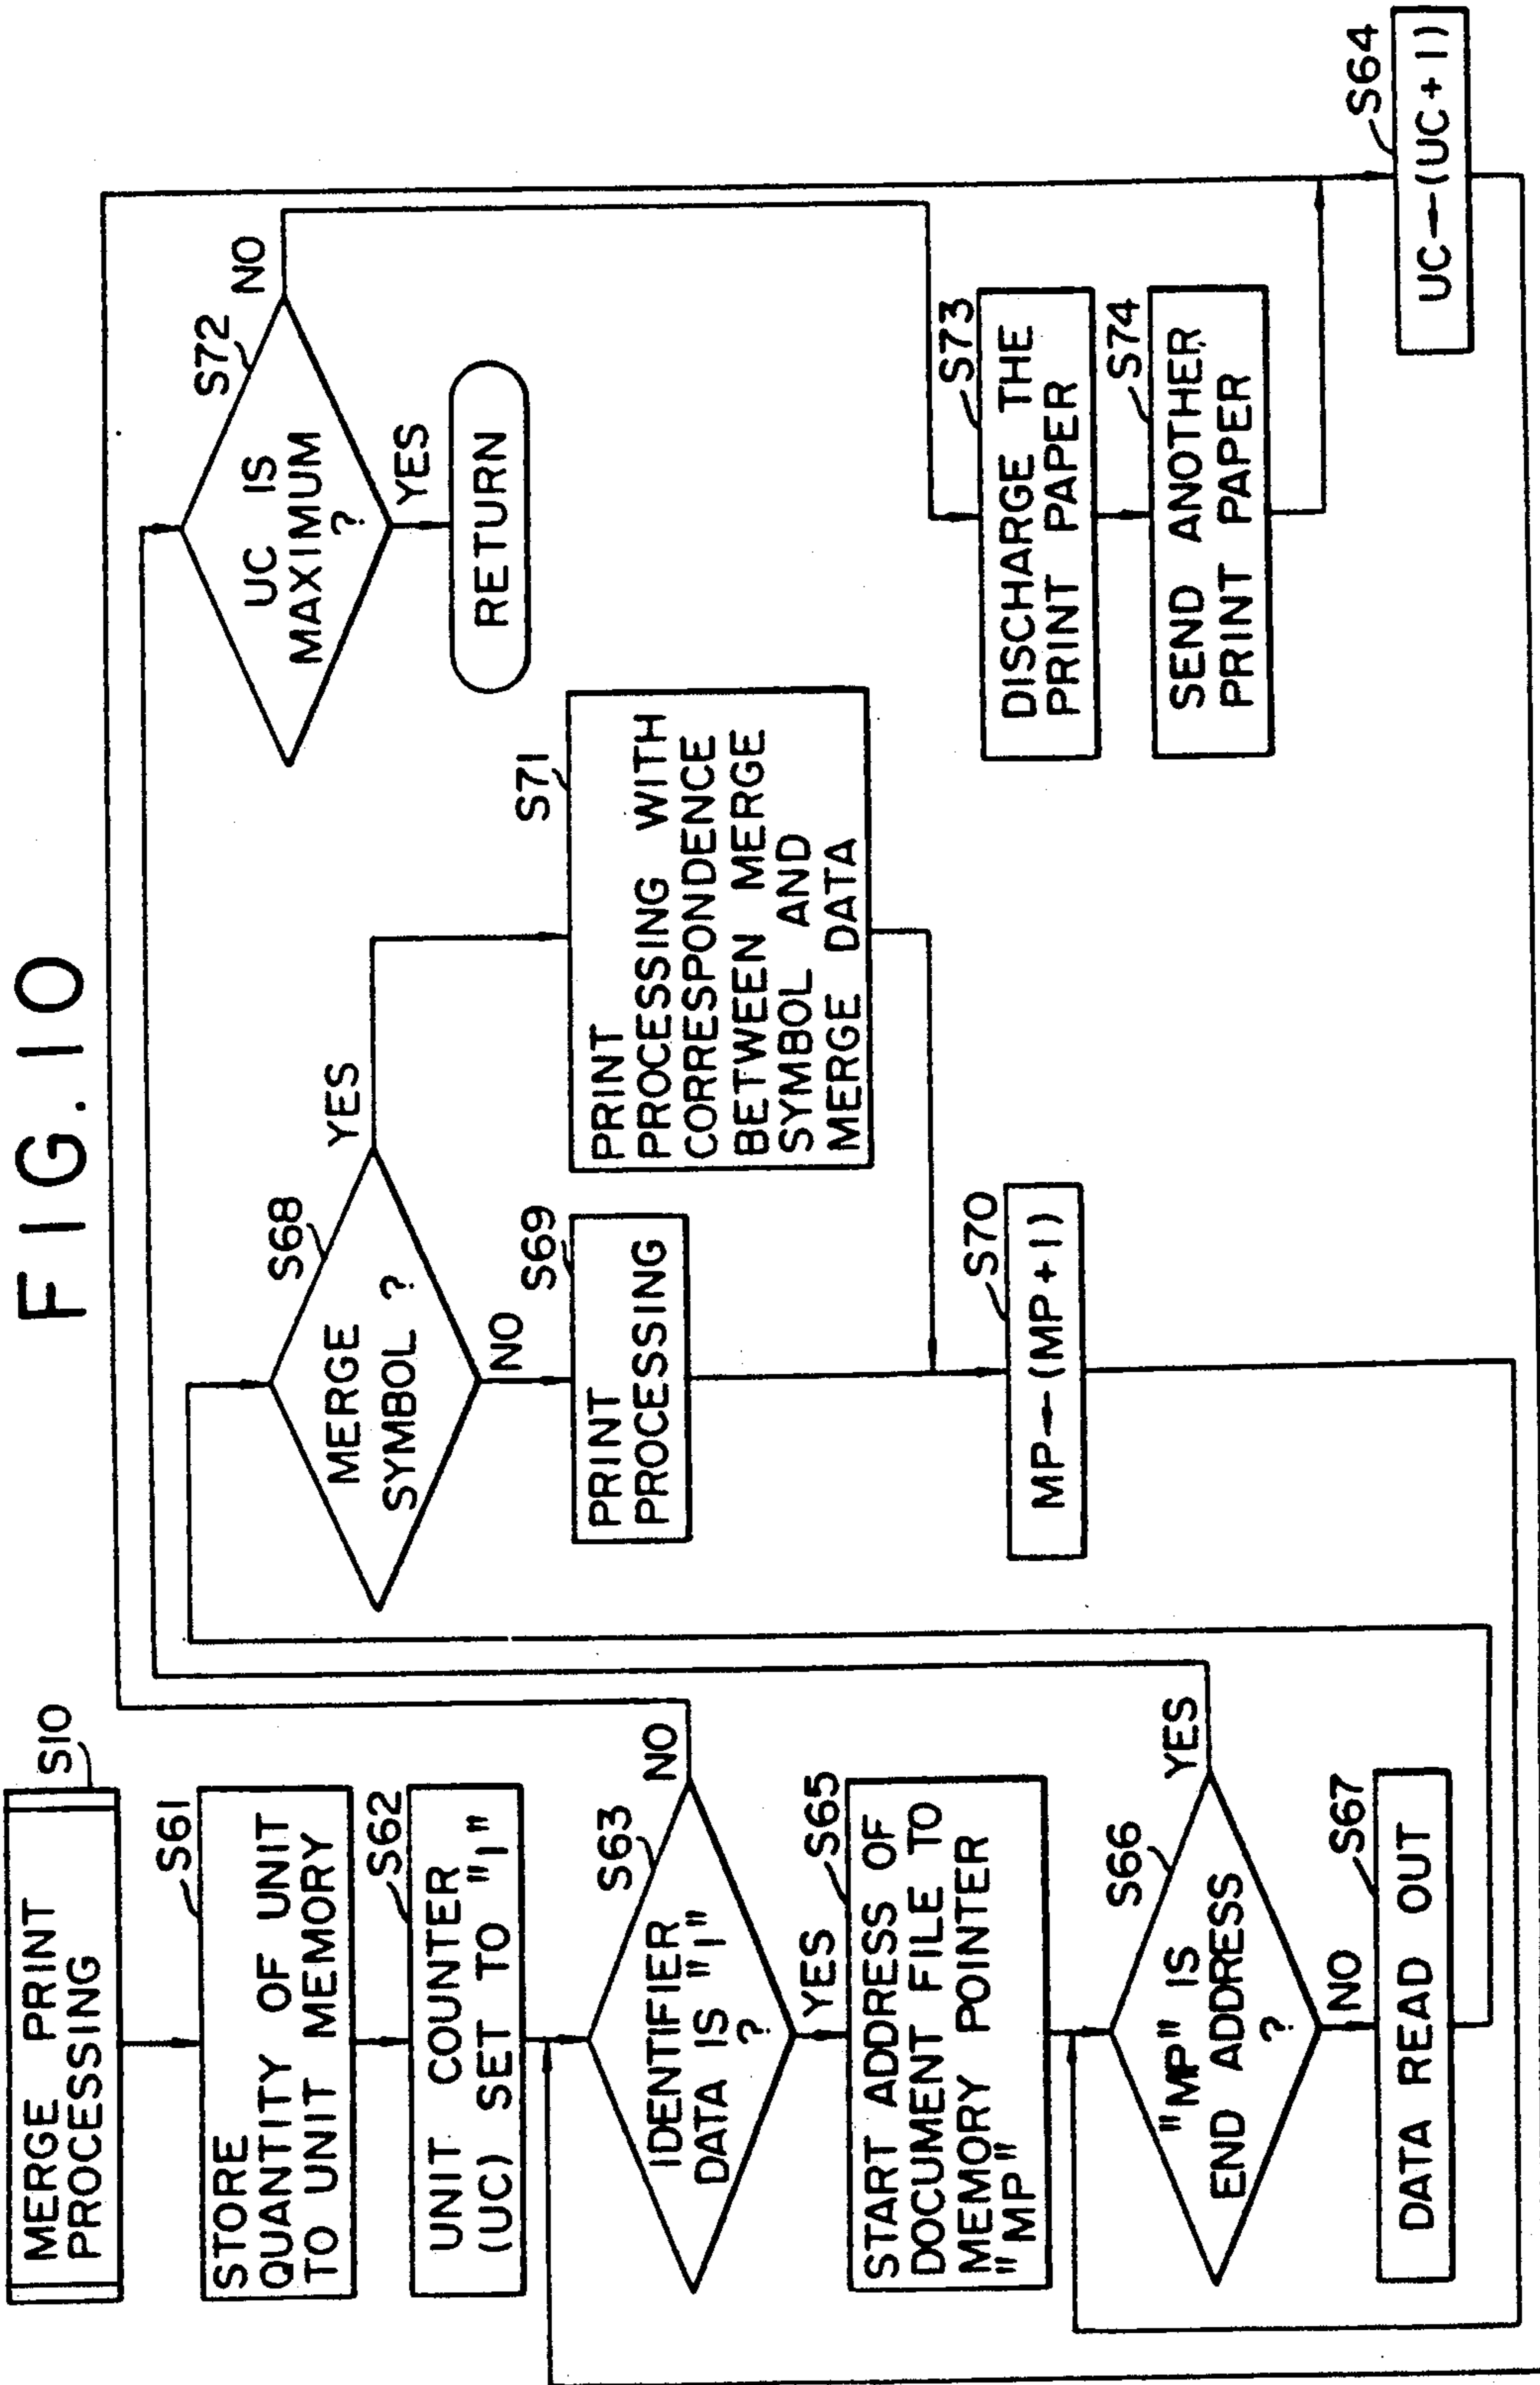 FIG. 10
MERGE PRINT
PROCESSING
S10
S61
STORE
QUANTITY OF UNIT
TO UNIT MEMORY
S62
UNIT COUNTER
(UC) SET TO "1"
S63
IDENTIFIER
DATA IS "1"
?
NO
YES
S65
START ADDRESS OF
DOCUMENT FILE TO
MEMORY POINTER
"MP"
S66
"MP" IS
END ADDRESS
?
YES
NO
S67
DATA READ OUT
S68
MERGE
SYMBOL ?
YES
NO
S69
PRINT
PROCESSING
S71
PRINT
PROCESSING WITH
CORRESPONDENCE
BETWEEN MERGE
SYMBOL AND
MERGE DATA
S70
MP←(MP+1)
S72
UC IS
MAXIMUM
?
NO
YES
RETURN
S73
DISCHARGE THE
PRINT PAPER
S74
SEND ANOTHER
PRINT PAPER
S64
UC←(UC+1)